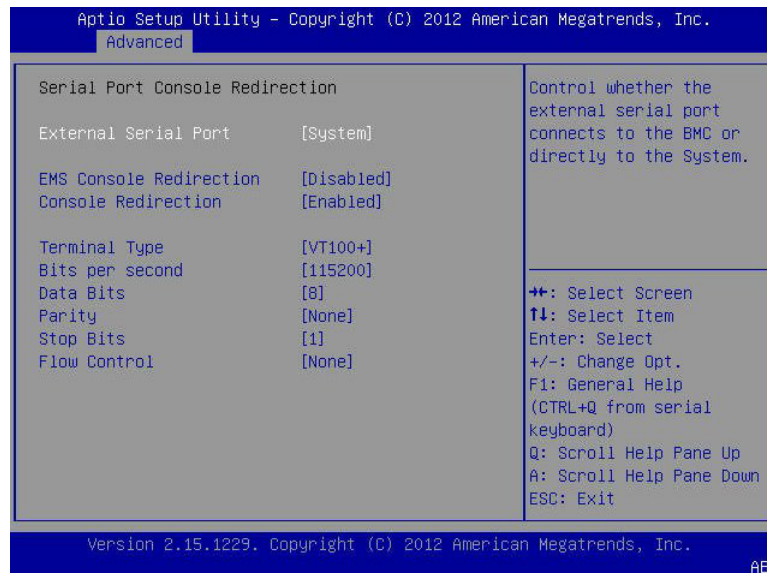 Aptio Setup Utility – Copyright (C) 2012 American Megatrends, Inc.
Advanced
Serial Port Console Redirection
External Serial Port [System]
EMS Console Redirection [Disabled]
Console Redirection [Enabled]
Terminal Type [VT100+]
Bits per second [115200]
Data Bits [8]
Parity [None]
Stop Bits [1]
Flow Control [None]
Control whether the
external serial port
connects to the BMC or
directly to the System.
→←: Select Screen
↑↓: Select Item
Enter: Select
+/-: Change Opt.
F1: General Help
(CTRL+Q from serial
keyboard)
Q: Scroll Help Pane Up
A: Scroll Help Pane Down
ESC: Exit
Version 2.15.1229. Copyright (C) 2012 American Megatrends, Inc.